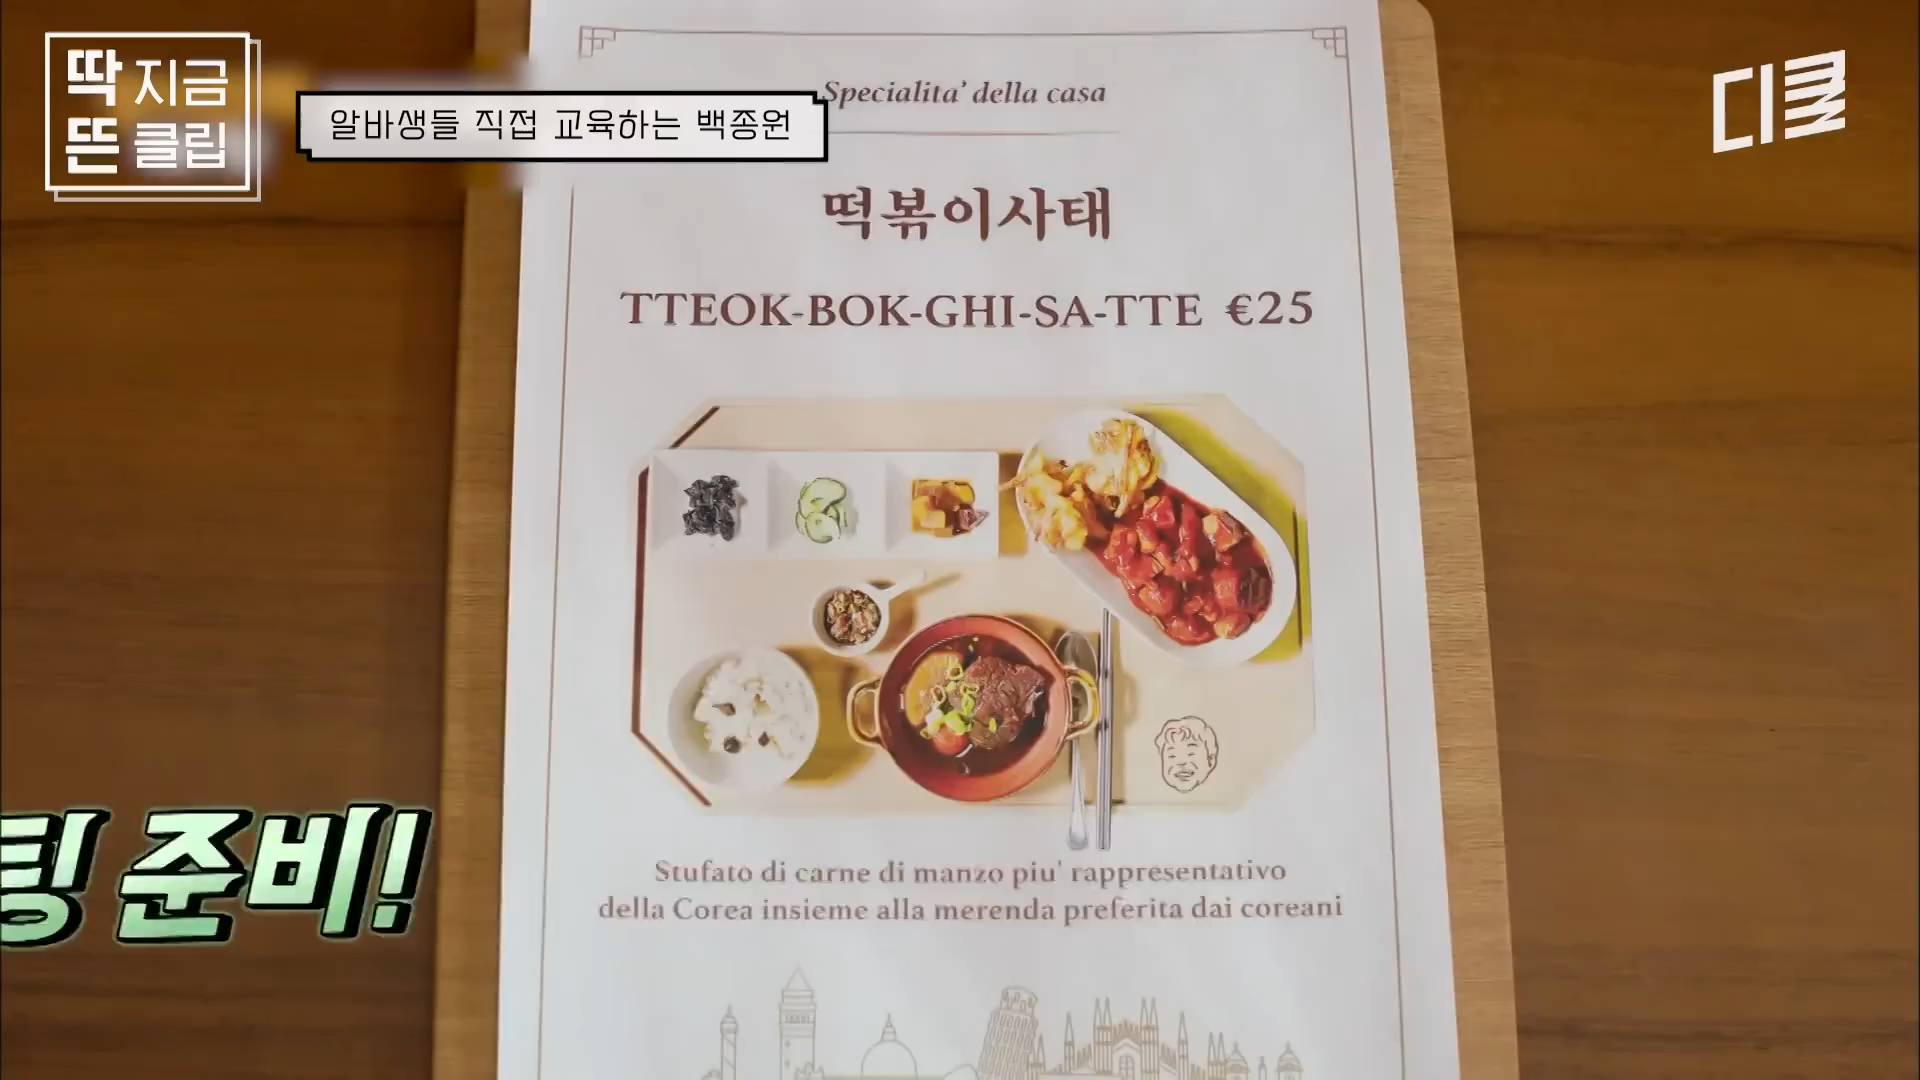 딱 지금
뜬 클립
알바생들 직접 교육하는 백종원
디클
Specialita' della casa
떡볶이사태
TTEOK-BOK-GHI-SA-TTE €25
팅 준비!
Stufato di carne di manzo piu' rappresentativo
della Corea insieme alla merenda preferita dai coreani